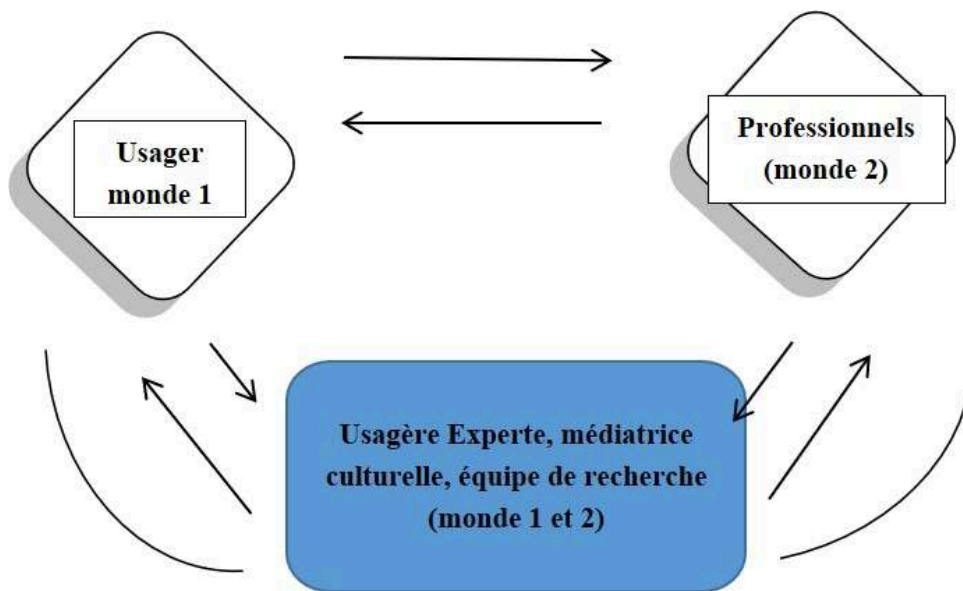 Usager
monde 1
Professionnels
(monde 2)
Usagère Experte, médiatrice
culturelle, équipe de recherche
(monde 1 et 2)